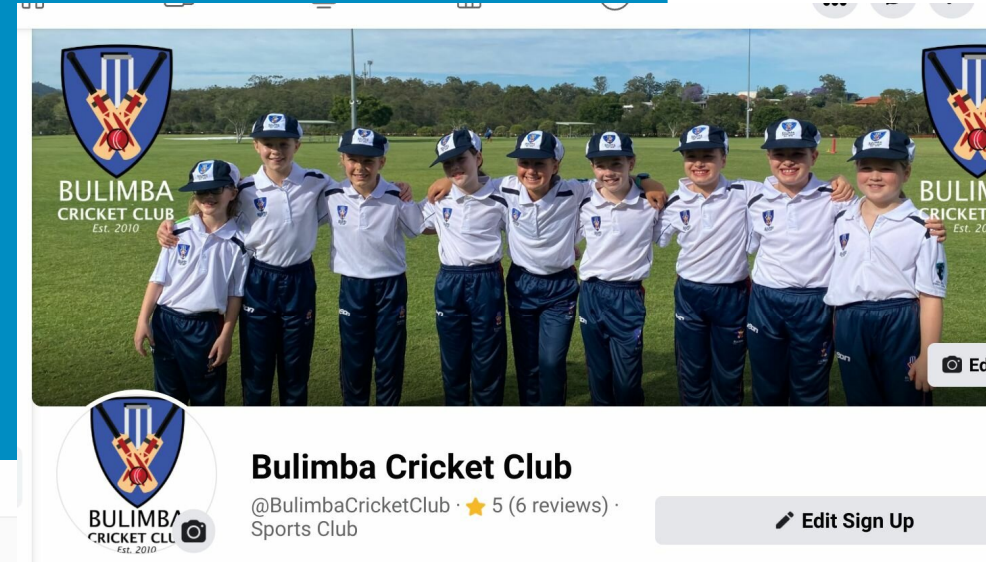 BULIMBA
CRICKET CLUB
Est. 2010
BULIM
CRICKET
Est. 20
Ed
BULIMBA
CRICKET CLU
Est. 2010
Bulimba Cricket Club
@BulimbaCricketClub · 5 (6 reviews) ·
Sports Club
Edit Sign Up